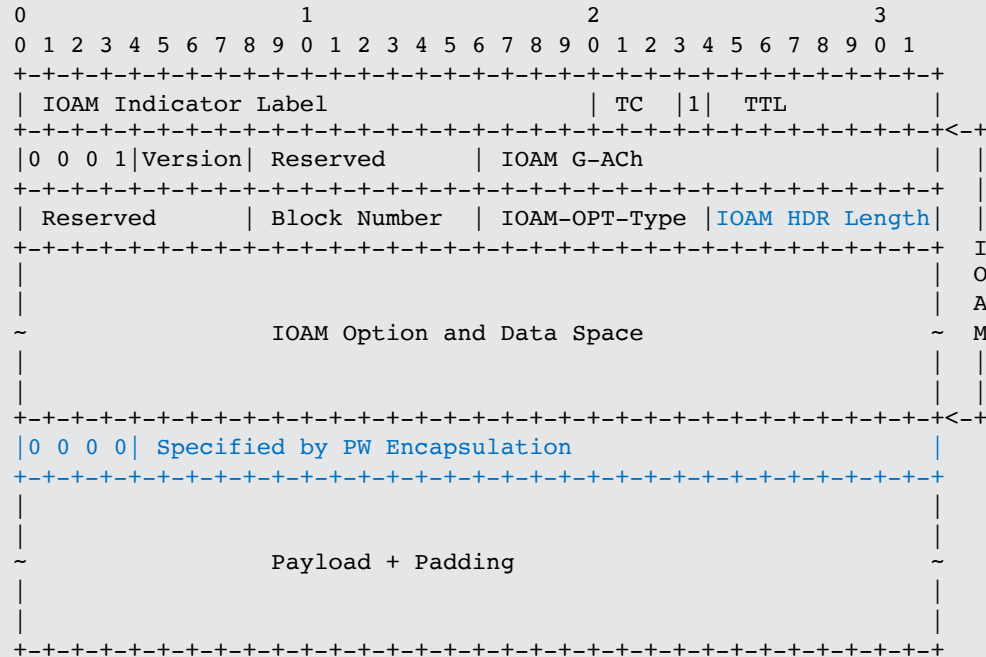 0                   1                   2                   3
0 1 2 3 4 5 6 7 8 9 0 1 2 3 4 5 6 7 8 9 0 1 2 3 4 5 6 7 8 9 0 1
+-+-+-+-+-+-+-+-+-+-+-+-+-+-+-+-+-+-+-+-+-+-+-+-+-+-+-+-+-+-+-+-+
| IOAM Indicator Label                  | TC  |1|  TTL          |
+-+-+-+-+-+-+-+-+-+-+-+-+-+-+-+-+-+-+-+-+-+-+-+-+-+-+-+-+-+-+-+-+<-+
|0 0 0 1|Version| Reserved      | IOAM G-ACh                    |  |
+-+-+-+-+-+-+-+-+-+-+-+-+-+-+-+-+-+-+-+-+-+-+-+-+-+-+-+-+-+-+-+-+  |
| Reserved      | Block Number  | IOAM-OPT-Type |IOAM HDR Length|  |
+-+-+-+-+-+-+-+-+-+-+-+-+-+-+-+-+-+-+-+-+-+-+-+-+-+-+-+-+-+-+-+-+  I
|                                                               |  O
|                                                               |  A
~                 IOAM Option and Data Space                    ~  M
|                                                               |  |
|                                                               |  |
+-+-+-+-+-+-+-+-+-+-+-+-+-+-+-+-+-+-+-+-+-+-+-+-+-+-+-+-+-+-+-+-+<-+
|0 0 0 0| Specified by PW Encapsulation                         |
+-+-+-+-+-+-+-+-+-+-+-+-+-+-+-+-+-+-+-+-+-+-+-+-+-+-+-+-+-+-+-+-+
|                                                               |
|                                                               |
~                 Payload + Padding                             ~
|                                                               |
|                                                               |
+-+-+-+-+-+-+-+-+-+-+-+-+-+-+-+-+-+-+-+-+-+-+-+-+-+-+-+-+-+-+-+-+